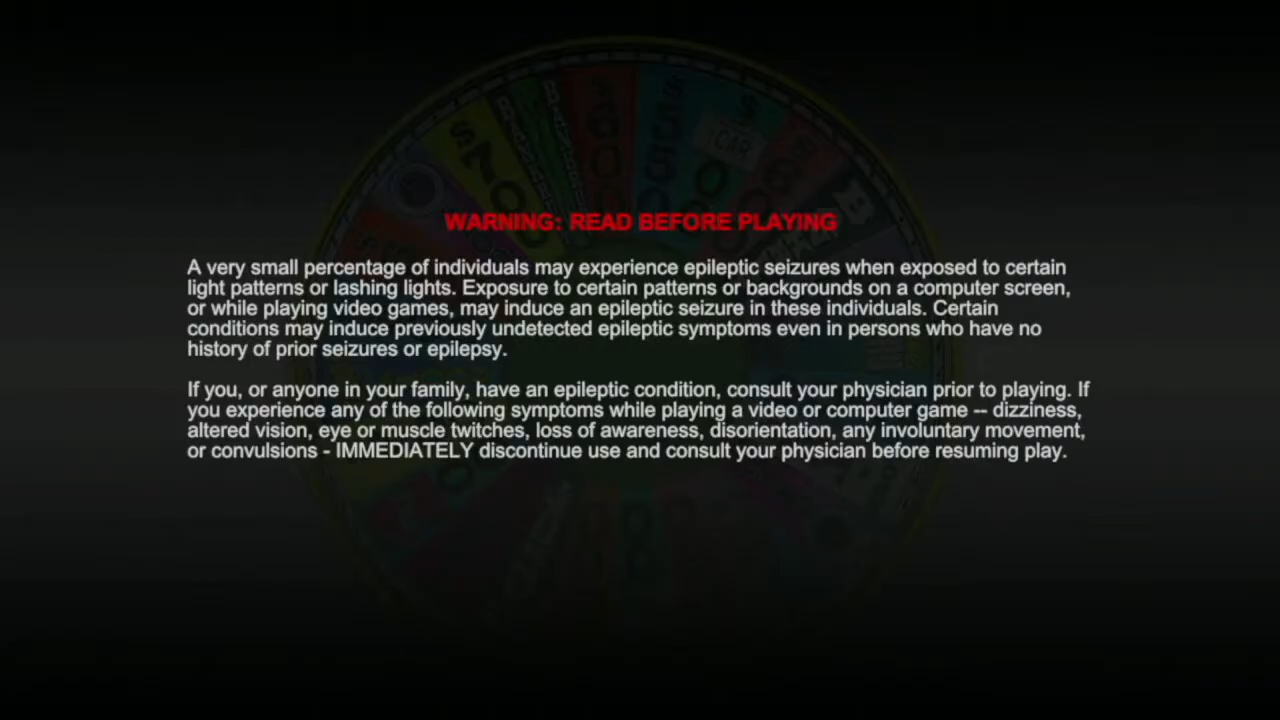 WARNING: READ BEFORE PLAYING
A very small percentage of individuals may experience epileptic seizures when exposed to certain
light patterns or lashing lights. Exposure to certain patterns or backgrounds on a computer screen,
or while playing video games, may induce an epileptic seizure in these individuals. Certain
conditions may induce previously undetected epileptic symptoms even in persons who have no
history of prior seizures or epilepsy.
If you, or anyone in your family, have an epileptic condition, consult your physician prior to playing. If
you experience any of the following symptoms while playing a video or computer game -- dizziness,
altered vision, eye or muscle twitches, loss of awareness, disorientation, any involuntary movement,
or convulsions - IMMEDIATELY discontinue use and consult your physician before resuming play.
$700
CAR